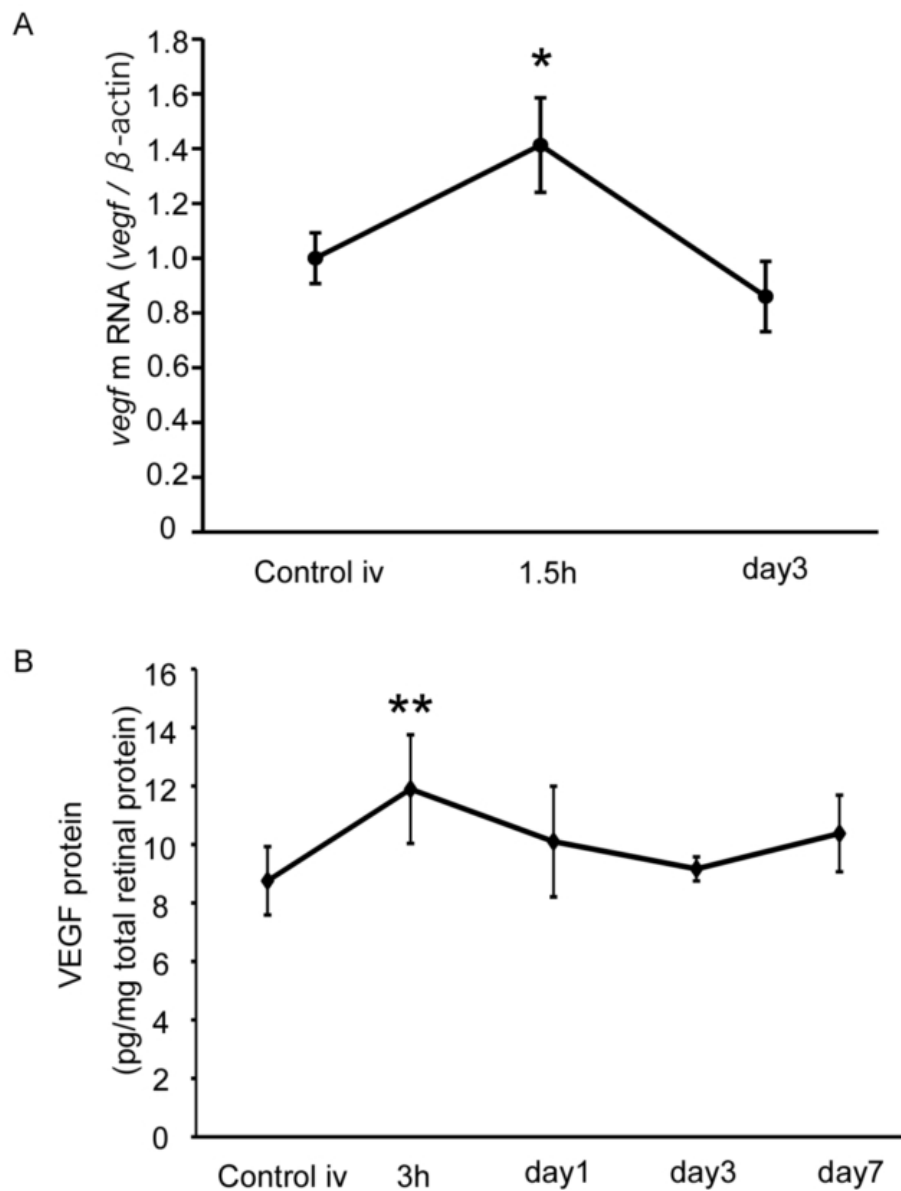 A
vegf m RNA (vegf / β-actin)
1.8
1.6
1.4
1.2
1.0
0.8
0.6
0.4
0.2
0
*
Control iv
1.5h
day3
B
VEGF protein
(pg/mg total retinal protein)
16
14
12
10
8
6
4
2
0
**
Control iv
3h
day1
day3
day7